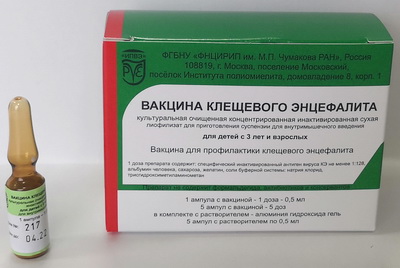 ФГБНУ «ФНЦИРИП им. М.П. Чумакова РАН», Россия
108819, г. Москва, поселение Московский,
посёлок Института полиомиелита, домовладение 8, корп. 1
ВАКЦИНА КЛЕЩЕВОГО ЭНЦЕФАЛИТА
культуральная очищенная концентрированная инактивированная сухая
лиофилизат для приготовления суспензии для внутримышечного введения
для детей с 3 лет и взрослых
Вакцина для профилактики клещевого энцефалита
1 доза препарата содержит: специфический инактивированный антиген вируса КЭ не менее 1:128,
альбумин человека, сахароза, желатин, соли буферной системы: натрия хлорид,
трис(гидроксиметил)аминометан
1 ампула с вакциной - 1 доза - 0,5 мл
5 ампул с вакциной - 5 доз
в комплекте с растворителем - алюминия гидроксида гель
5 ампул с растворителем по 0,5 мл
ВАКЦИНА КЛЕЩ
217
04.22